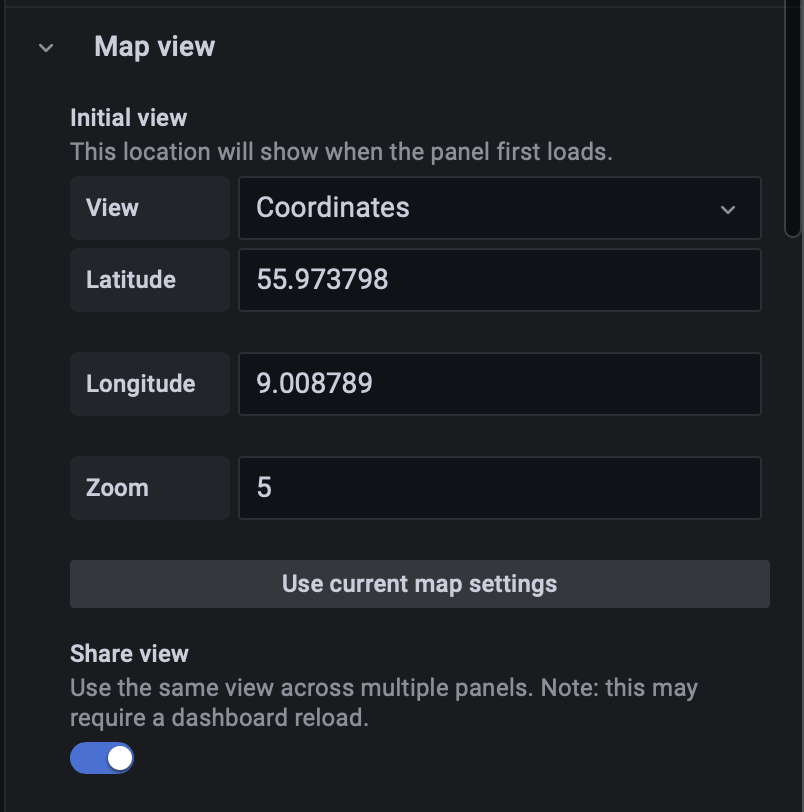 Map view
Initial view
This location will show when the panel first loads.
View
Coordinates
Latitude
55.973798
Longitude
9.008789
Zoom
5
Use current map settings
Share view
Use the same view across multiple panels. Note: this may
require a dashboard reload.